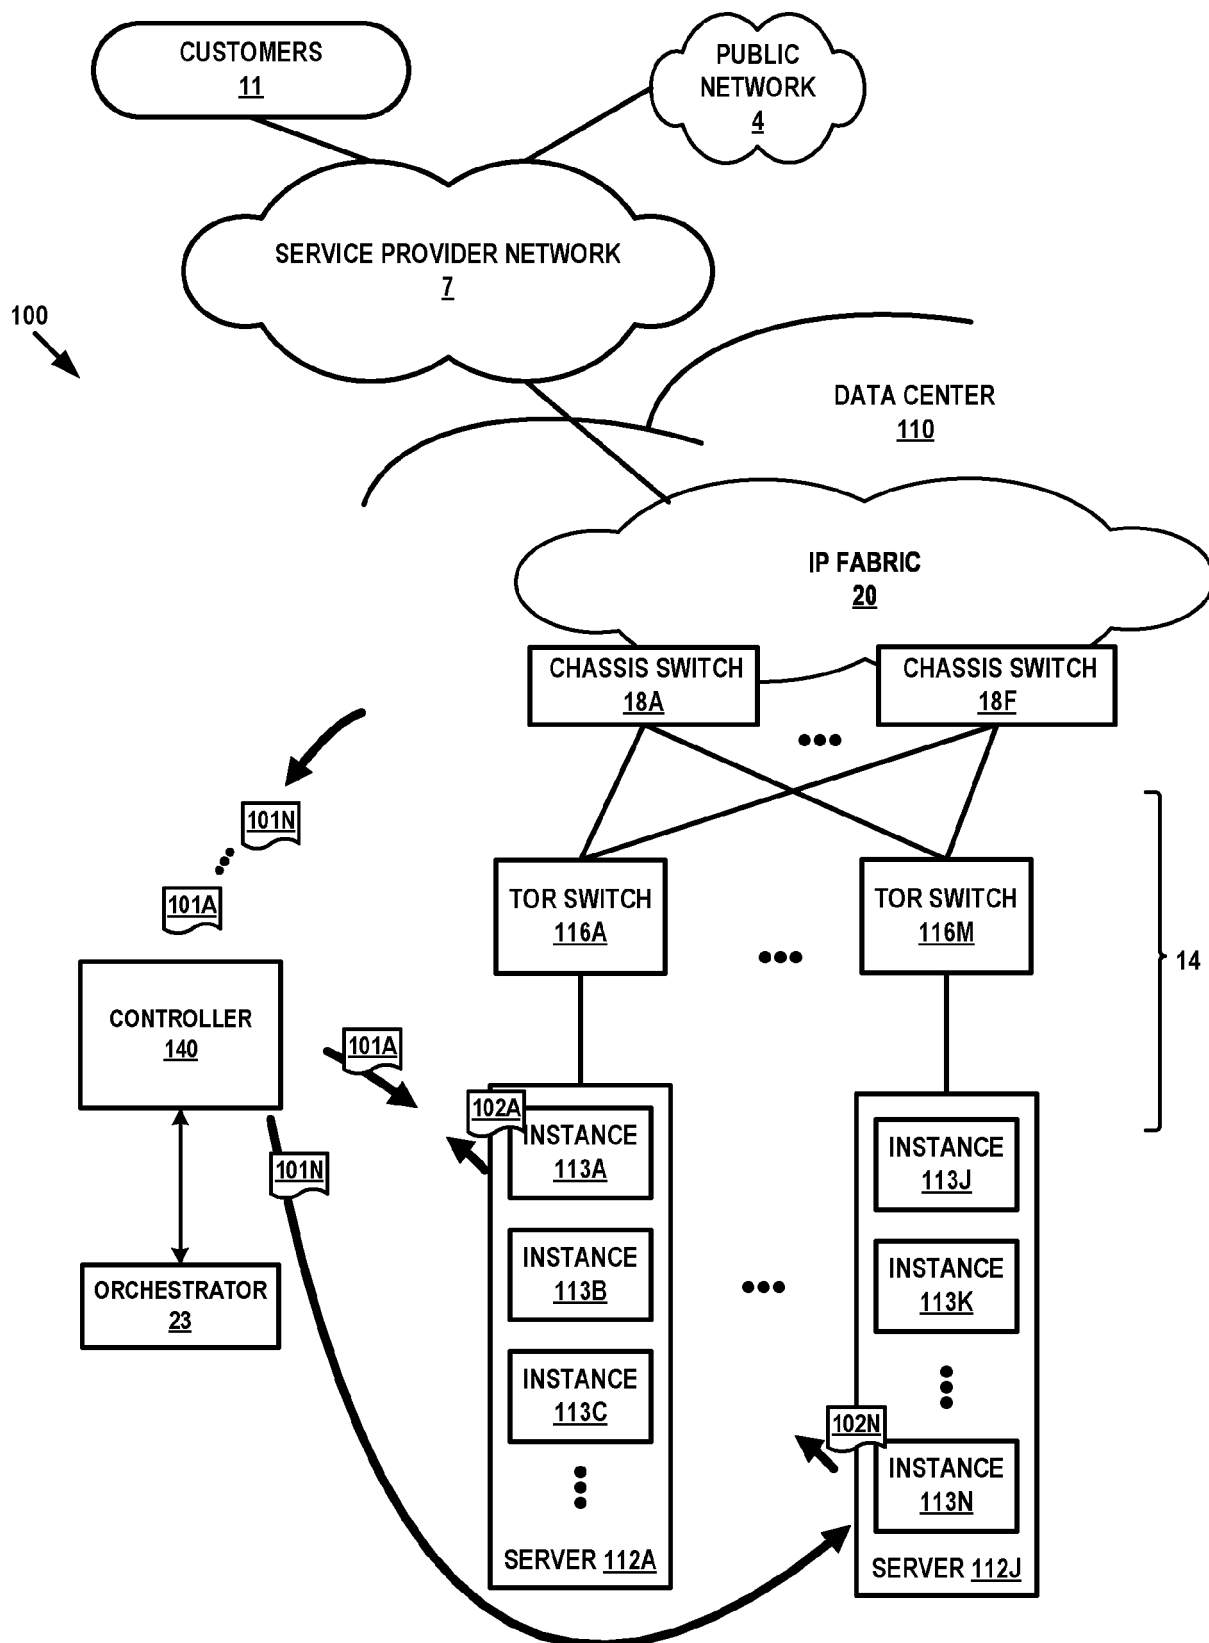 CUSTOMERS
11
PUBLIC
NETWORK
4
SERVICE PROVIDER NETWORK
7
100
DATA CENTER
110
IP FABRIC
20
CHASSIS SWITCH
18A
CHASSIS SWITCH
18F
101N
101A
TOR SWITCH
116A
TOR SWITCH
116M
14
CONTROLLER
140
101A
102A
INSTANCE
113A
INSTANCE
113J
101N
ORCHESTRATOR
23
INSTANCE
113B
INSTANCE
113K
INSTANCE
113C
102N
INSTANCE
113N
SERVER 112A
SERVER 112J